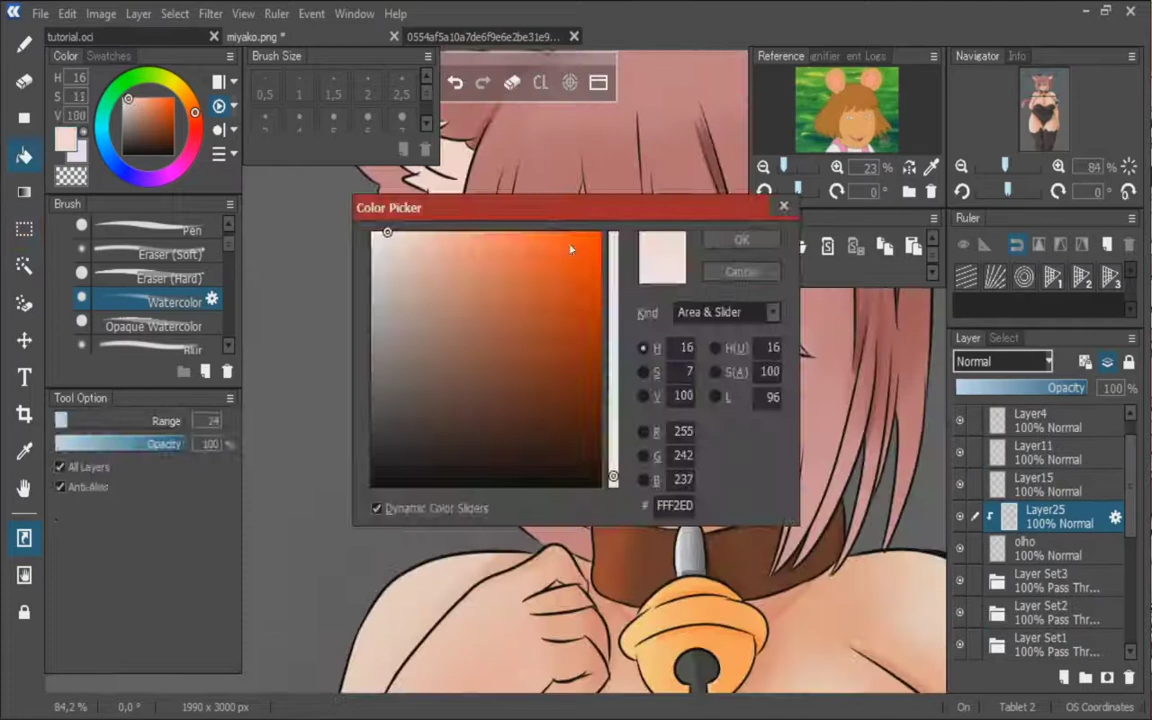 File Edit Image Layer Select Filter View Ruler Event Window Help
tutorial.oci
miyako.png *
0554af5a10a7de6f9e6e2be31e9...
Color Swatches
H 16
S 11
V 100
Brush Size
0,5 1 1,5 2 2,5
CL
Reference
23 %
0 °
Navigator Info
84 %
0 °
Brush
Pen
Eraser (Soft)
Eraser (Hard)
Watercolor
Opaque Watercolor
Blur
Tool Option
Range 24
Opacity 100 %
All Layers
Anti-Alias
Color Picker
OK
Cancel
Kind Area & Slider
H 16 H(U) 16
S 7 S(A) 100
V 100 L 96
R 255
G 242
B 237
# FFF2ED
Dynamic Color Sliders
Ruler
1 2 3
Layer Select
Normal
Opacity 100 %
Layer4
100% Normal
Layer11
100% Normal
Layer15
100% Normal
Layer25
100% Normal
olho
100% Normal
Layer Set3
100% Pass Thr...
Layer Set2
100% Pass Thr...
Layer Set1
100% Pass Thr...
84,2 % 0,0 ° 1990 x 3000 px
On Tablet 2 OS Coordinates